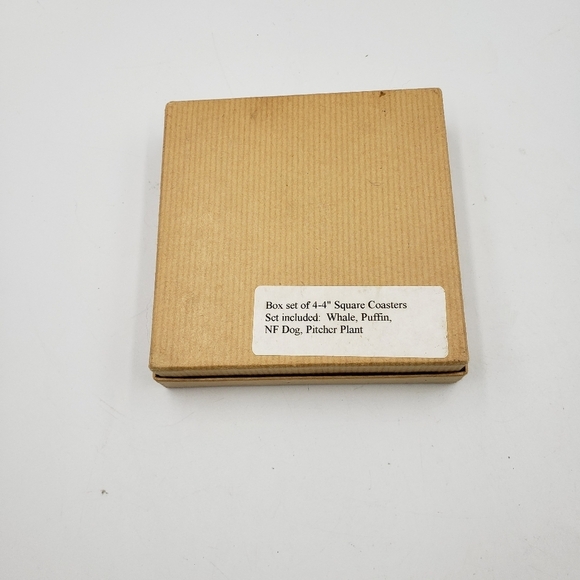 Box set of 4-4" Square Coasters
Set included: Whale, Puffin,
NF Dog, Pitcher Plant